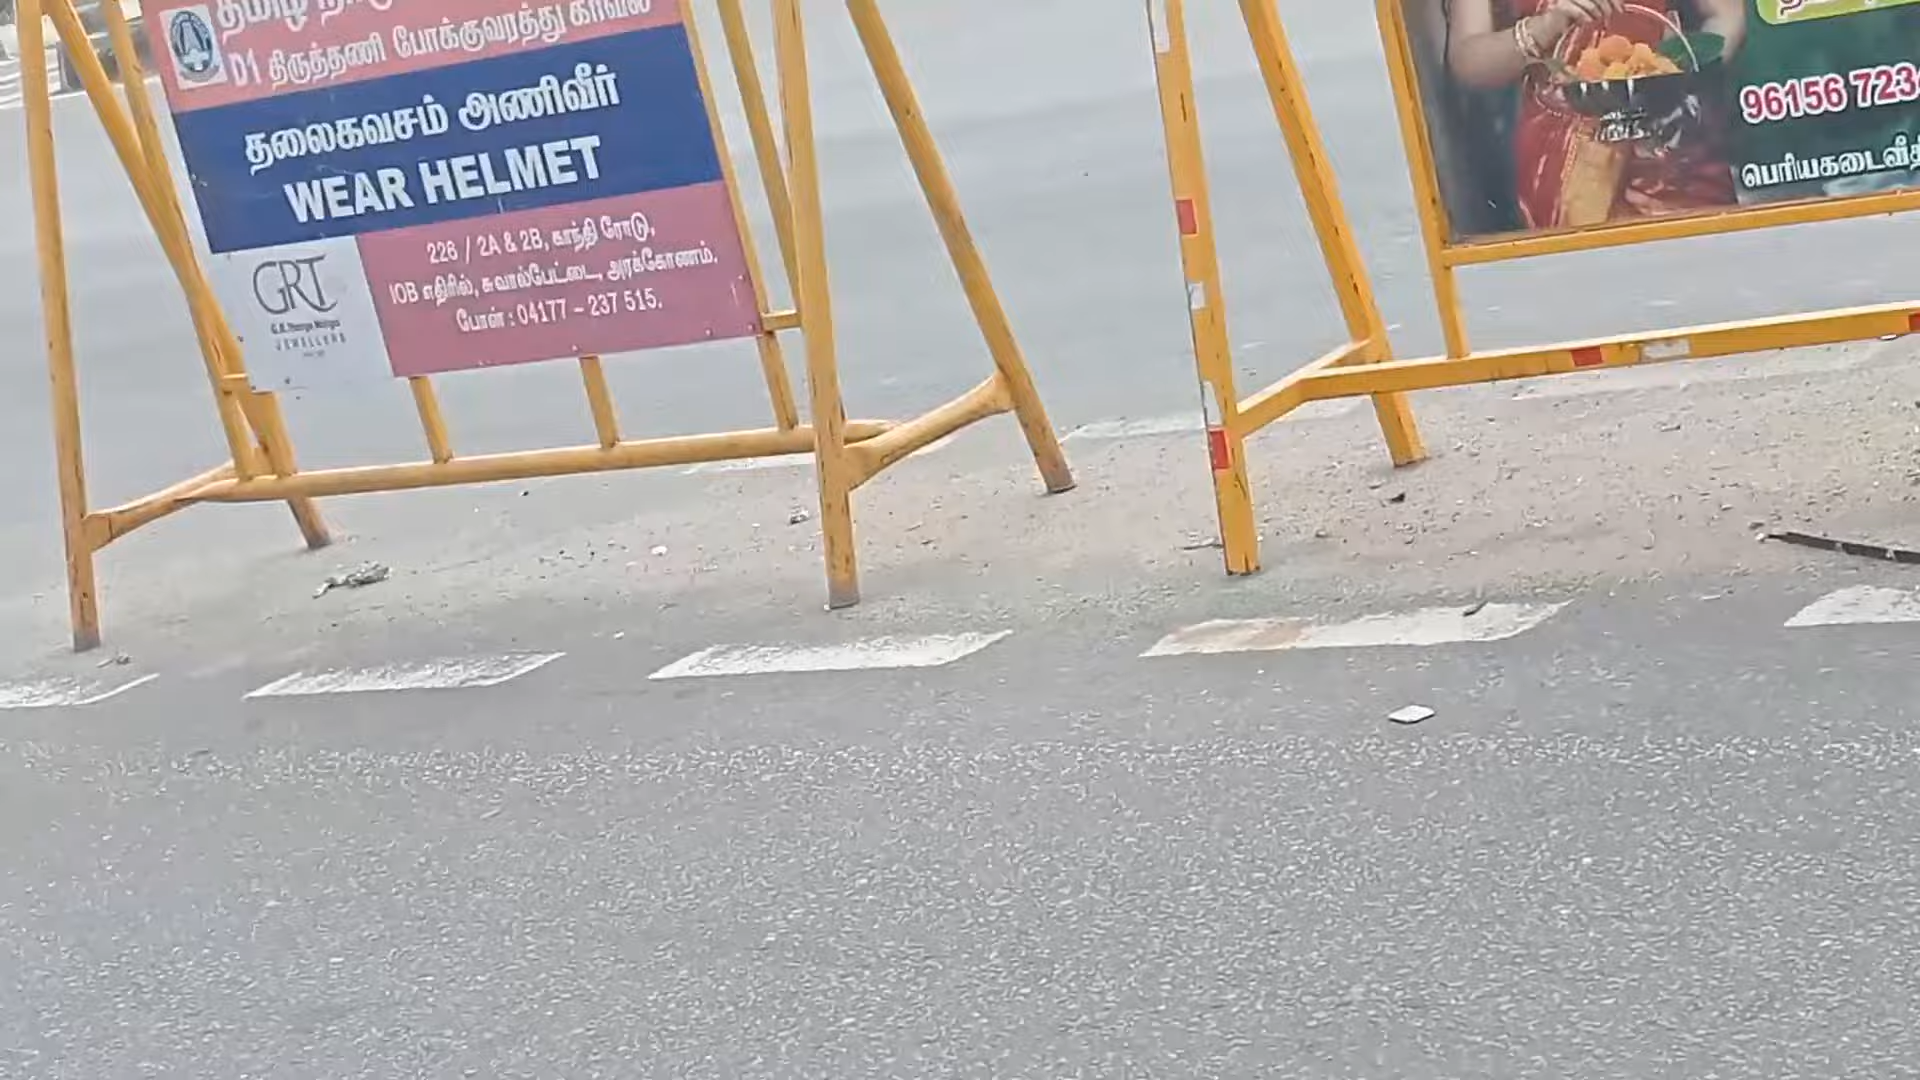 தமிழ்
D1 திருத்தணி போக்குவரத்து காவல்
தலைகவசம் அணிவீர்
WEAR HELMET
GRT
JEWELLERS
226 / 2A & 2B, காந்தி ரோடு,
IOB எதிரில், சுவால்பேட்டை, அரக்கோணம்.
போன் : 04177 – 237 515.
96156 723
பெரியகடைவீதி